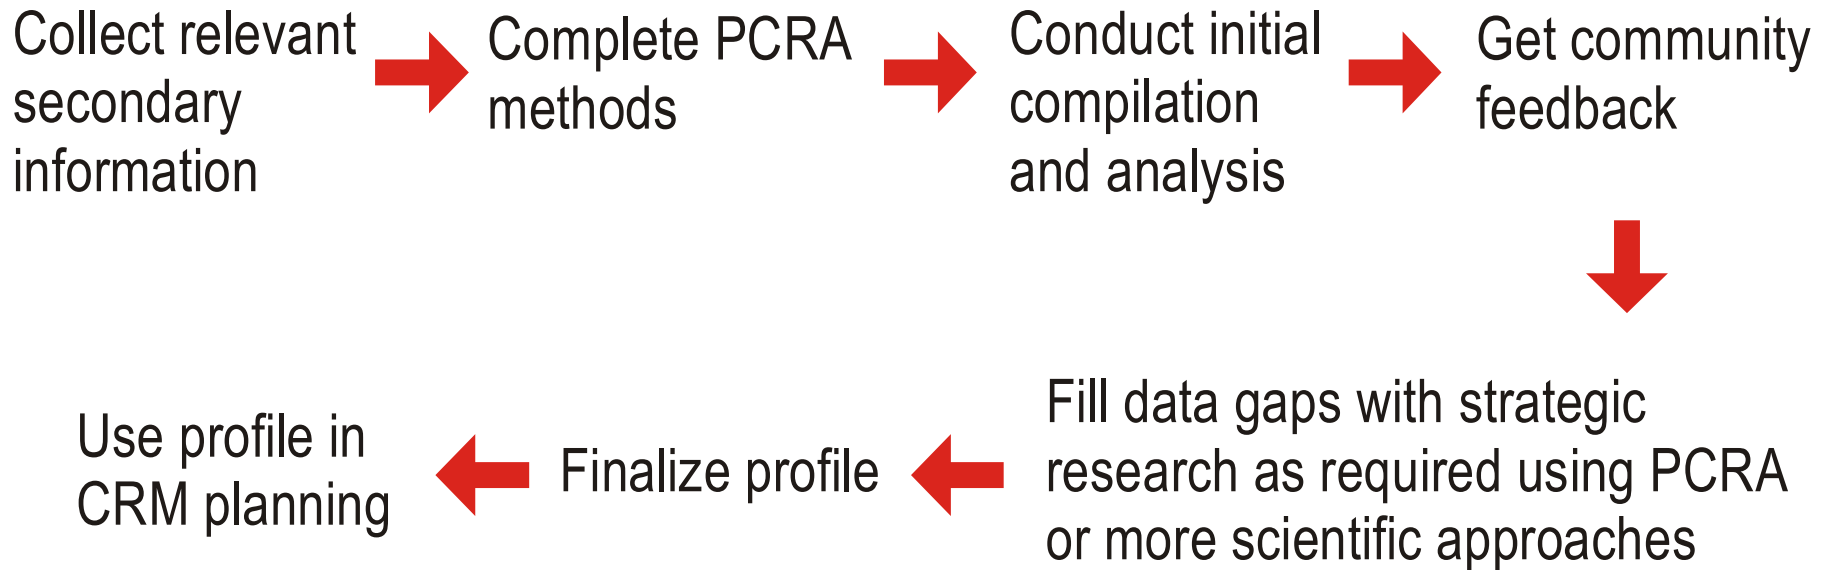 Collect relevant
secondary
information
Complete PCRA
methods
Conduct initial
compilation
and analysis
Get community
feedback
Fill data gaps with strategic
research as required using PCRA
or more scientific approaches
Finalize profile
Use profile in
CRM planning